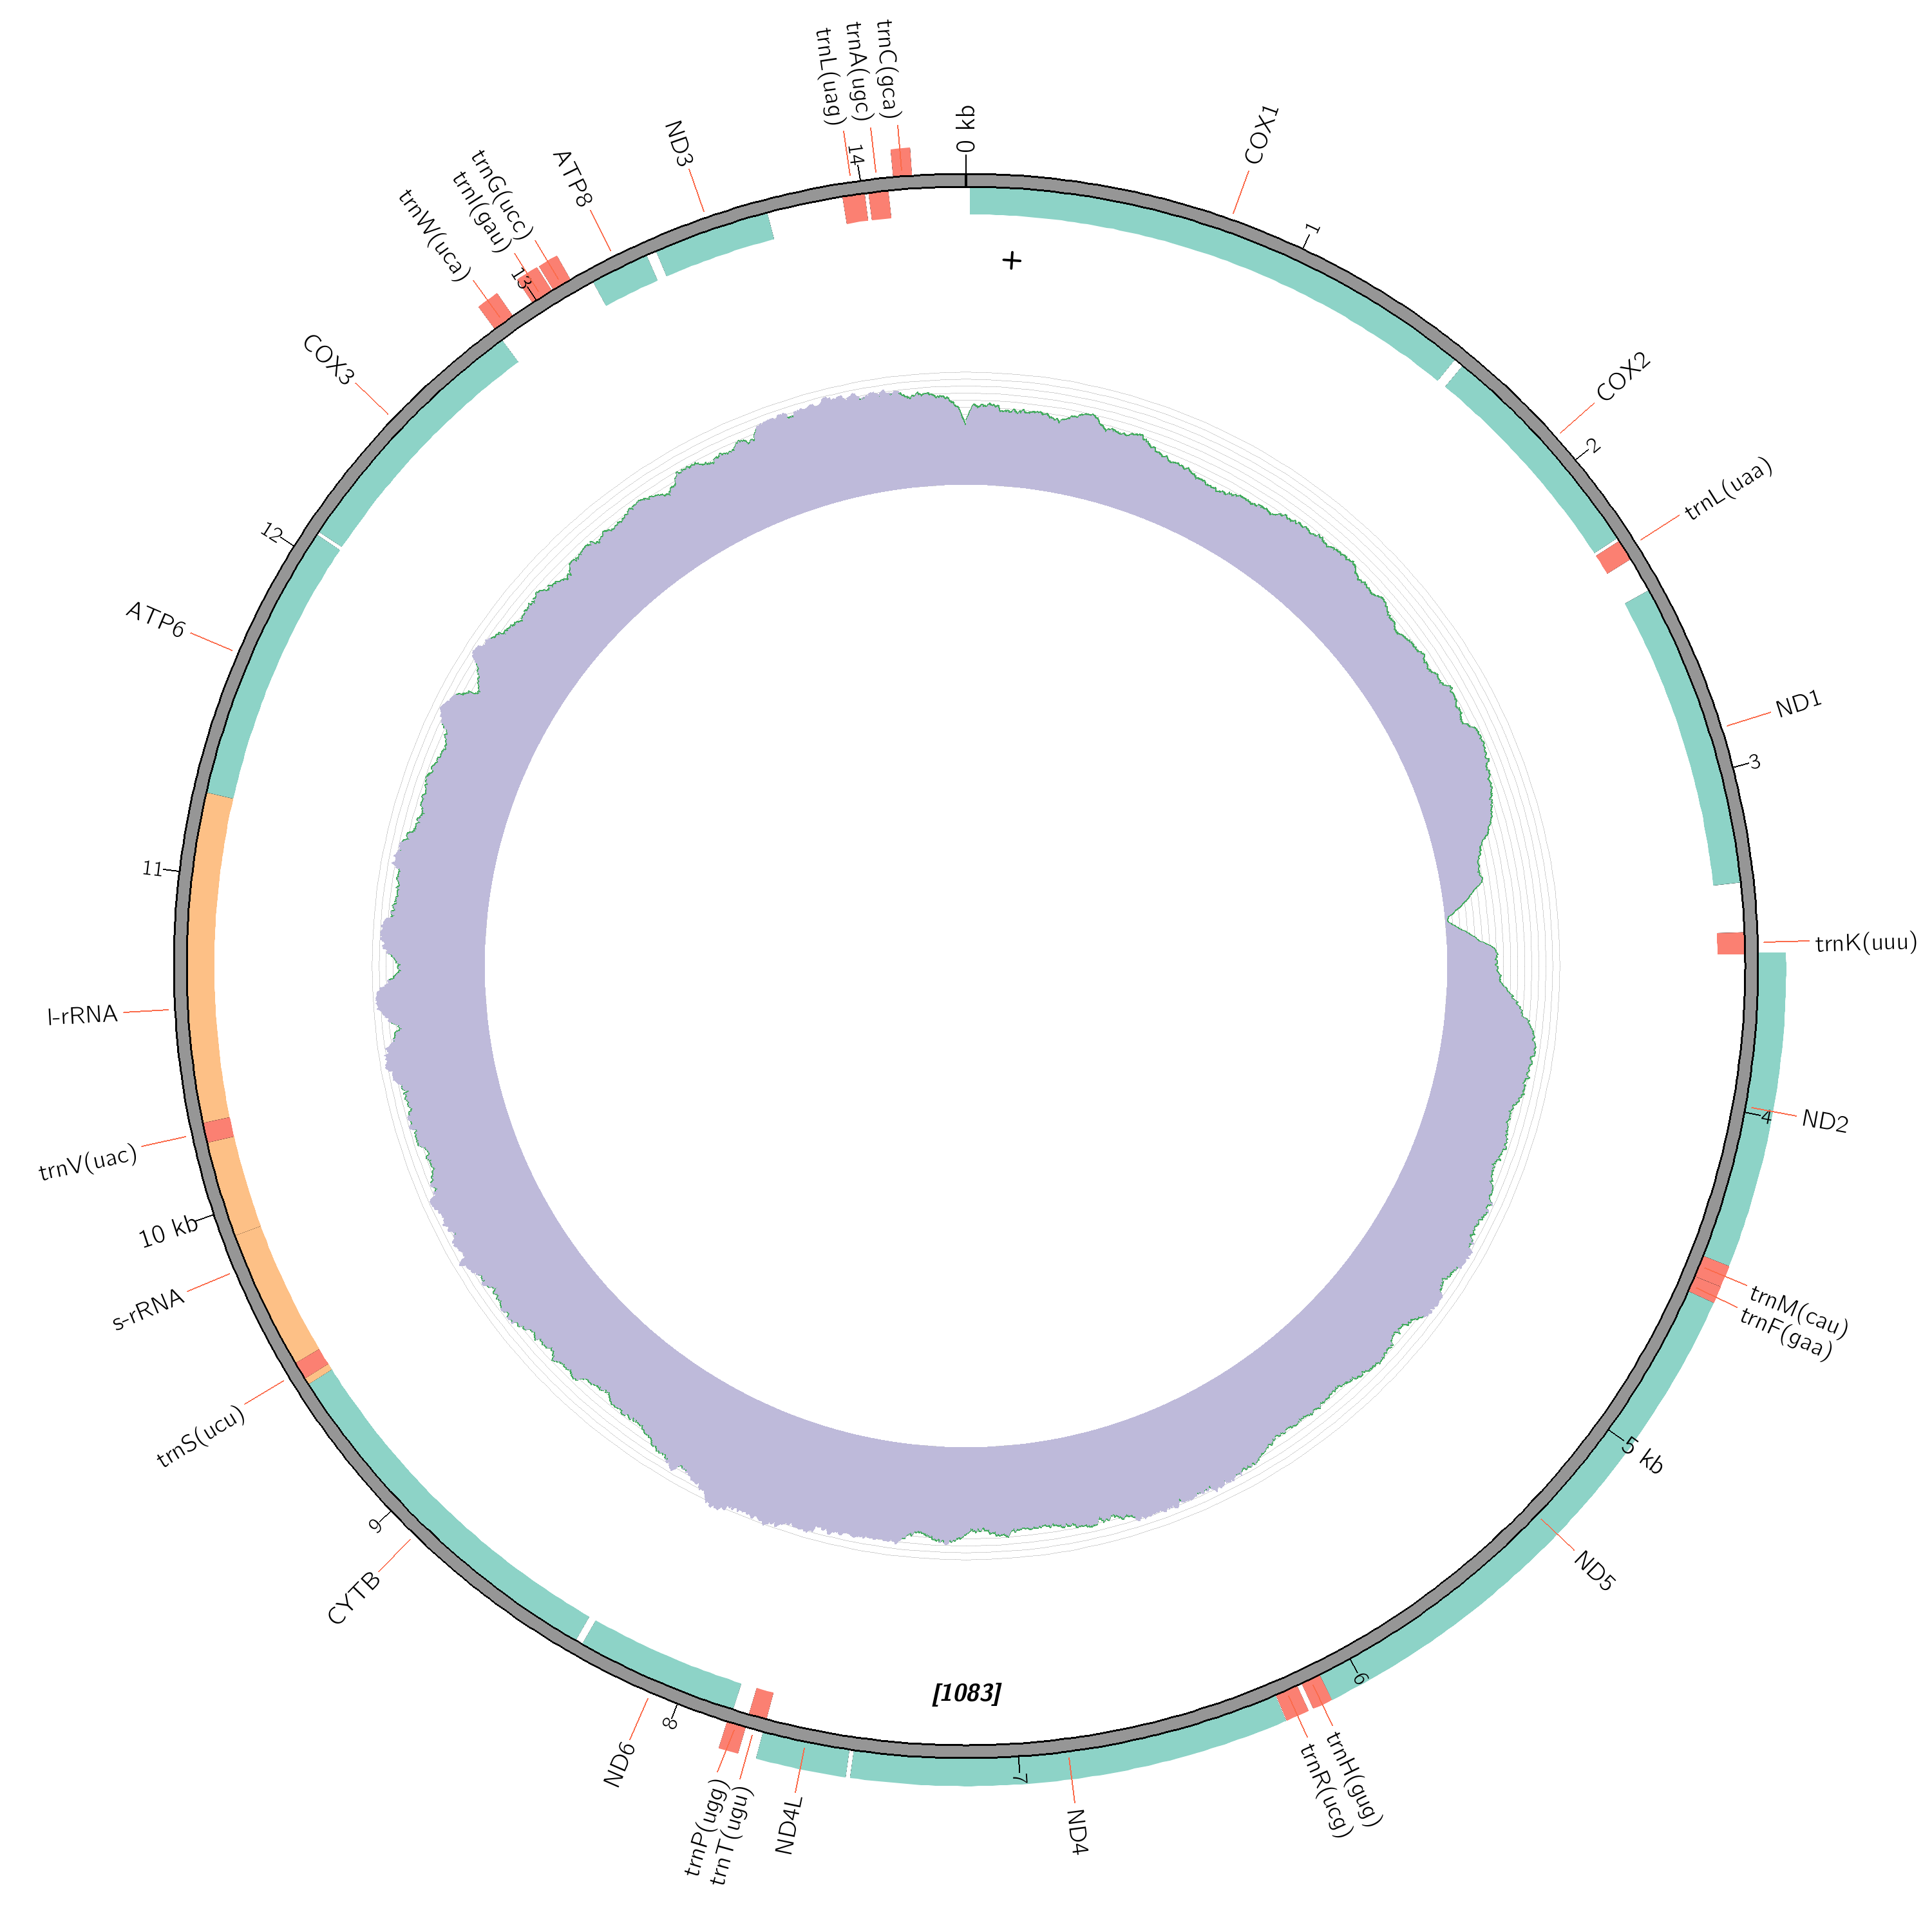 0 kb
COX1
1
COX2
2
trnL(uaa)
ND1
3
trnK(uuu)
ND2
4
trnM(cau)
trnF(gaa)
5 kb
ND5
6
trnH(gug)
trnR(ucg)
ND4
7
[1083]
ND4L
trnT(ugu)
trnP(ugg)
8
ND6
CYTB
9
trnS(ucu)
s-rRNA
10 kb
trnV(uac)
l-rRNA
11
ATP6
12
COX3
trnW(uca)
13
trnI(gau)
trnG(ucc)
ATP8
ND3
trnL(uag)
14
trnA(ugc)
trnC(gca)
+